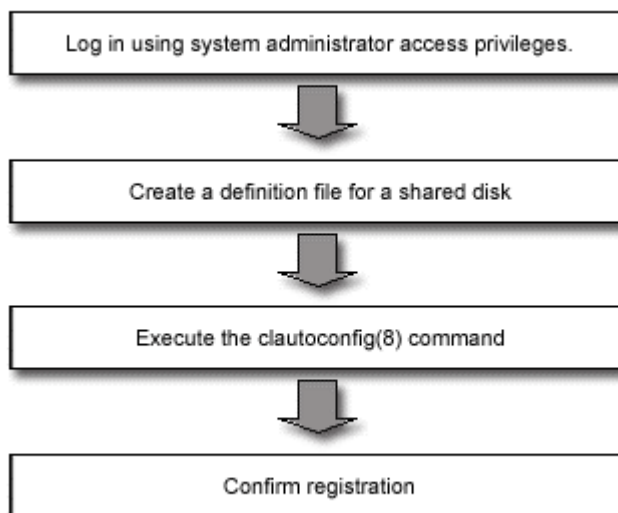 Log in using system administrator access privileges.
Create a definition file for a shared disk
Execute the clautoconfig(8) command
Confirm registration